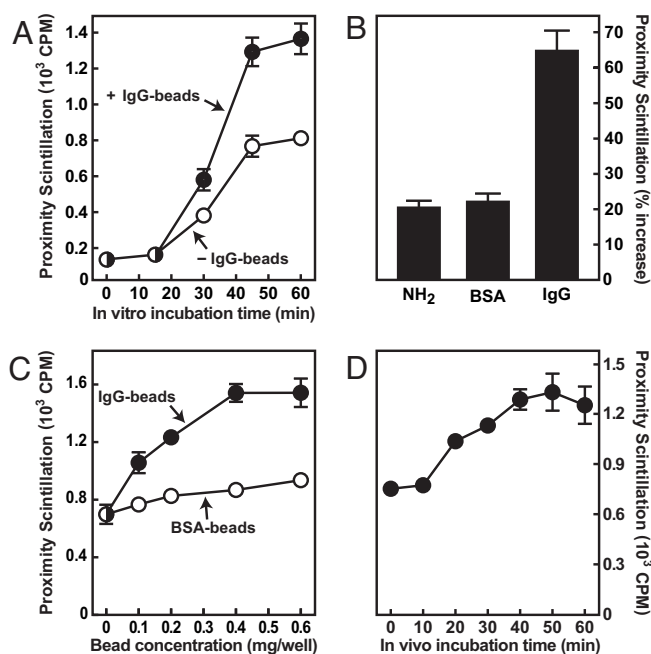 A
Proximity Scintillation (10³ CPM)
1.4
1.2
1.0
0.8
0.6
0.4
0.2
0
+ IgG-beads
– IgG-beads
0 10 20 30 40 50 60
In vitro incubation time (min)
B
70
60
50
40
30
20
10
0
Proximity Scintillation
(% increase)
NH₂ BSA IgG
C
Proximity Scintillation (10³ CPM)
1.6
1.2
0.8
0.4
0
IgG-beads
BSA-beads
0 0.1 0.2 0.3 0.4 0.5 0.6
Bead concentration (mg/well)
D
1.5
1.2
0.9
0.6
0.3
0
Proximity Scintillation (10³ CPM)
0 10 20 30 40 50 60
In vivo incubation time (min)